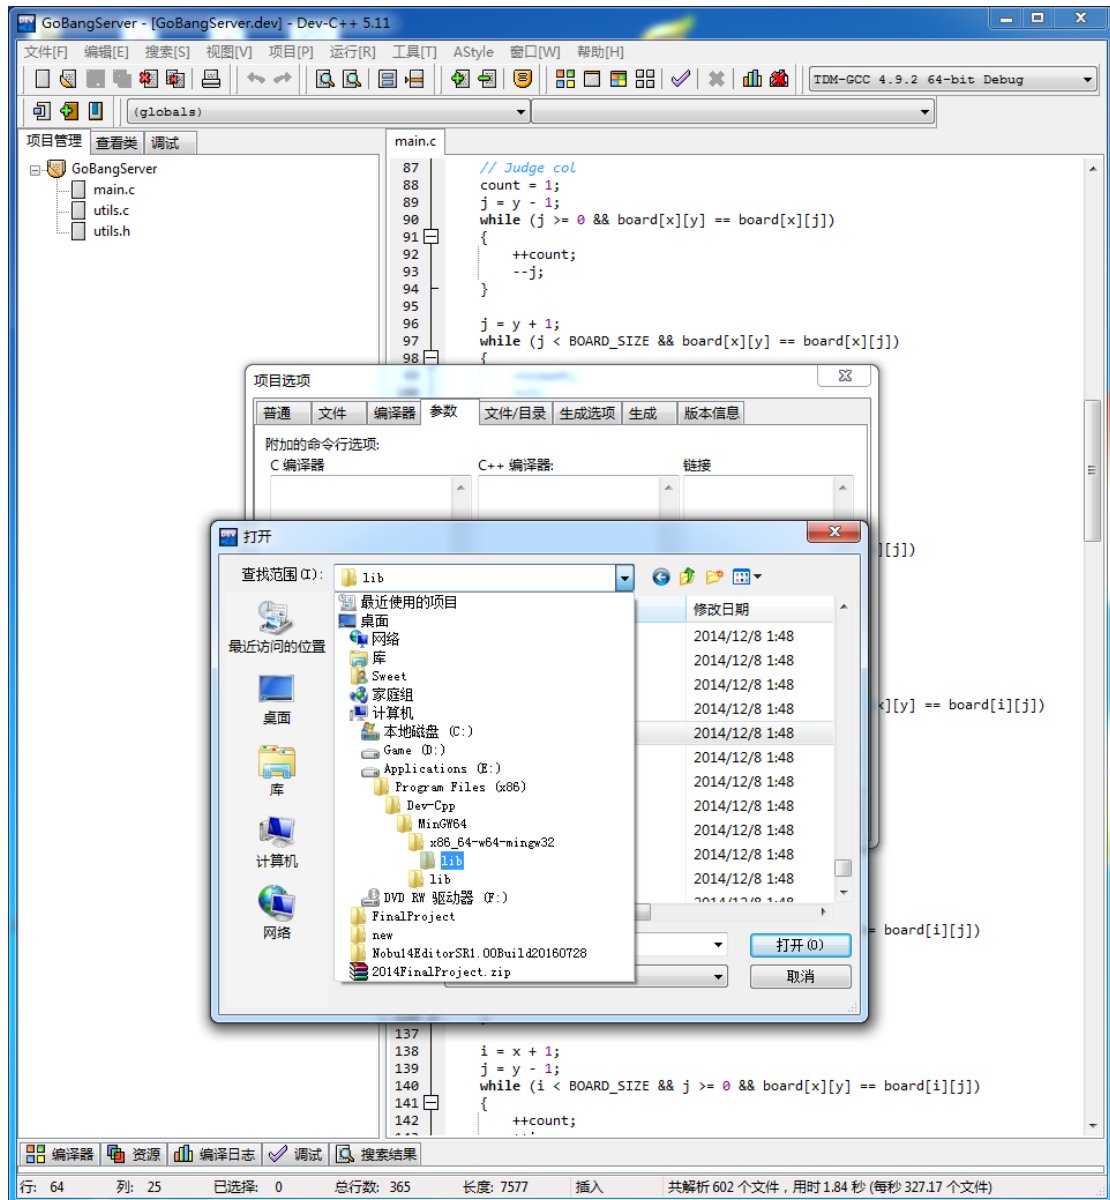 GoBangServer - [GoBangServer.dev] - Dev-C++ 5.11
文件[F] 编辑[E] 搜索[S] 视图[V] 项目[P] 运行[R] 工具[T] AStyle 窗口[W] 帮助[H]
TDM-GCC 4.9.2 64-bit Debug
(globals)
项目管理 查看类 调试
main.c
GoBangServer
main.c
utils.c
utils.h
87 // Judge col
88 count = 1;
89 j = y - 1;
90 while (j >= 0 && board[x][y] == board[x][j])
91 {
92 ++count;
93 --j;
94 }
95
96 j = y + 1;
97 while (j < BOARD_SIZE && board[x][y] == board[x][j])
98 {
项目选项
普通 文件 编译器 参数 文件/目录 生成选项 生成 版本信息
附加的命令行选项:
C 编译器 C++ 编译器: 链接
打开
][j])
查找范围(I): lib
修改日期
最近访问的位置
桌面
库
计算机
网络
最近使用的项目
桌面
网络
库
Sweet
家庭组
计算机
本地磁盘 (C:)
Game (D:)
Applications (E:)
Program Files (x86)
Dev-Cpp
MinGW64
x86_64-w64-mingw32
lib
lib
DVD RW 驱动器 (F:)
FinalProject
new
Nobu14EditorSR1.00Build20160728
2014FinalProject.zip
2014/12/8 1:48
2014/12/8 1:48
2014/12/8 1:48
2014/12/8 1:48
2014/12/8 1:48
2014/12/8 1:48
2014/12/8 1:48
2014/12/8 1:48
2014/12/8 1:48
2014/12/8 1:48
2014/12/8 1:48
][y] == board[i][j])
= board[i][j])
打开(O)
取消
137
138 i = x + 1;
139 j = y - 1;
140 while (i < BOARD_SIZE && j >= 0 && board[x][y] == board[i][j])
141 {
142 ++count;
编译器 资源 编译日志 调试 搜索结果
行: 64 列: 25 已选择: 0 总行数: 365 长度: 7577 插入 共解析 602 个文件，用时 1.84 秒 (每秒 327.17 个文件)